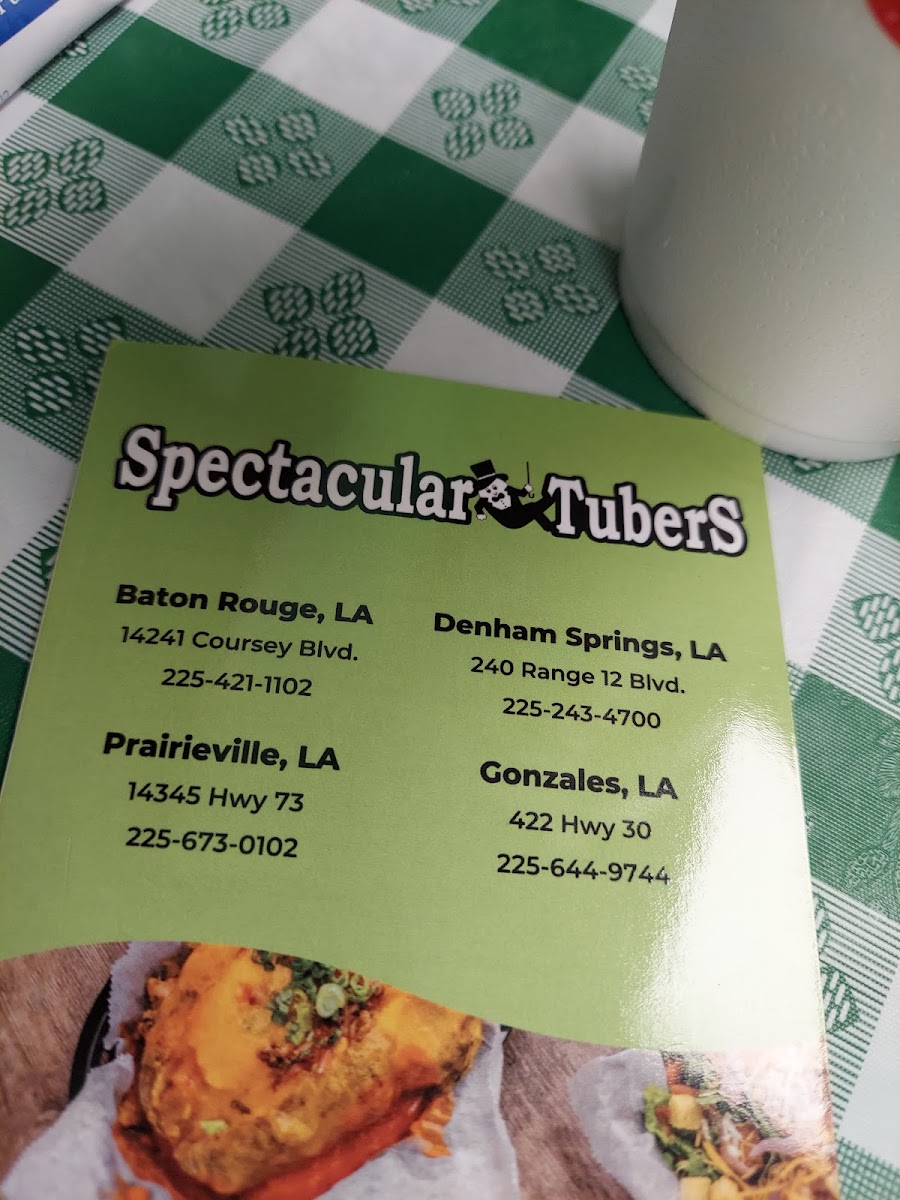 Spectacular TuberS
Baton Rouge, LA
14241 Coursey Blvd.
225-421-1102
Denham Springs, LA
240 Range 12 Blvd.
225-243-4700
Prairieville, LA
14345 Hwy 73
225-673-0102
Gonzales, LA
422 Hwy 30
225-644-9744